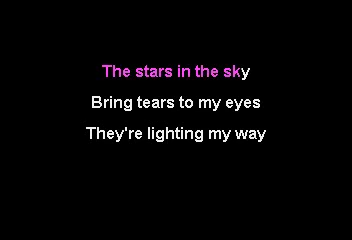 The stars in the sky
Bring tears to my eyes
They're lighting my way